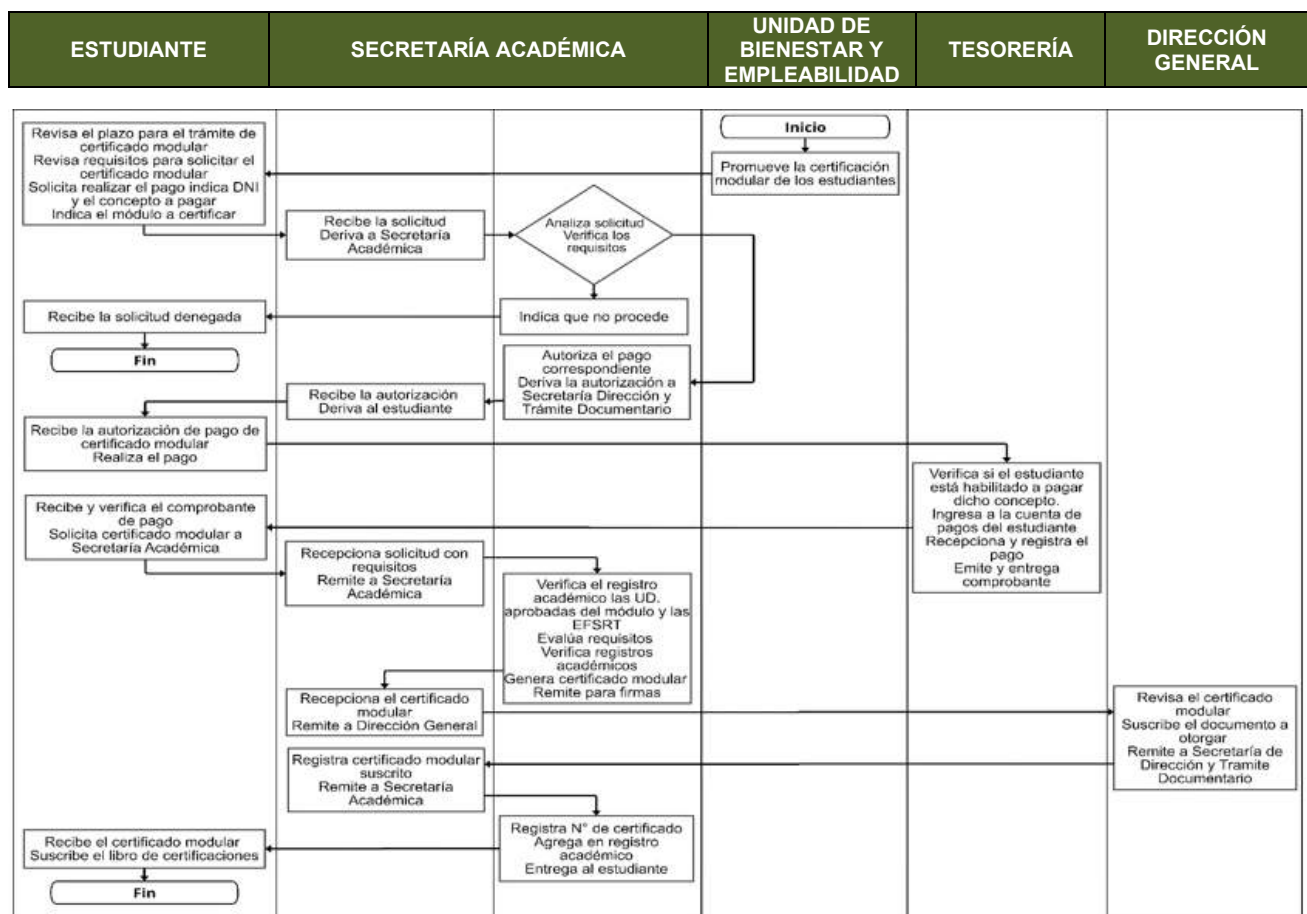 ESTUDIANTE
SECRETARÍA ACADÉMICA
UNIDAD DE
BIENESTAR Y
EMPLEABILIDAD
TESORERÍA
DIRECCIÓN
GENERAL
Inicio
Promueve la certificación
modular de los estudiantes
Revisa el plazo para el trámite de
certificado modular
Revisa requisitos para solicitar el
certificado modular
Solicita realizar el pago indica DNI
y el concepto a pagar
Indica el módulo a certificar
Recibe la solicitud
Deriva a Secretaría
Académica
Analiza solicitud
Verifica los
requisitos
Indica que no procede
Recibe la solicitud denegada
Fin
Autoriza el pago
correspondiente
Deriva la autorización a
Secretaría Dirección y
Trámite Documentario
Recibe la autorización
Deriva al estudiante
Recibe la autorización de pago de
certificado modular
Realiza el pago
Verifica si el estudiante
está habilitado a pagar
dicho concepto.
Ingresa a la cuenta de
pagos del estudiante
Recepciona y registra el
pago
Emite y entrega
comprobante
Recibe y verifica el comprobante
de pago
Solicita certificado modular a
Secretaría Académica
Recepciona solicitud con
requisitos
Remite a Secretaría
Académica
Verifica el registro
académico las UD.
aprobadas del módulo y las
EFSRT
Evalúa requisitos
Verifica registros
académicos
Genera certificado modular
Remite para firmas
Recepciona el certificado
modular
Remite a Dirección General
Revisa el certificado
modular
Suscribe el documento a
otorgar
Remite a Secretaría de
Dirección y Tramite
Documentario
Registra certificado modular
suscrito
Remite a Secretaría
Académica
Registra N° de certificado
Agrega en registro
académico
Entrega al estudiante
Recibe el certificado modular
Suscribe el libro de certificaciones
Fin